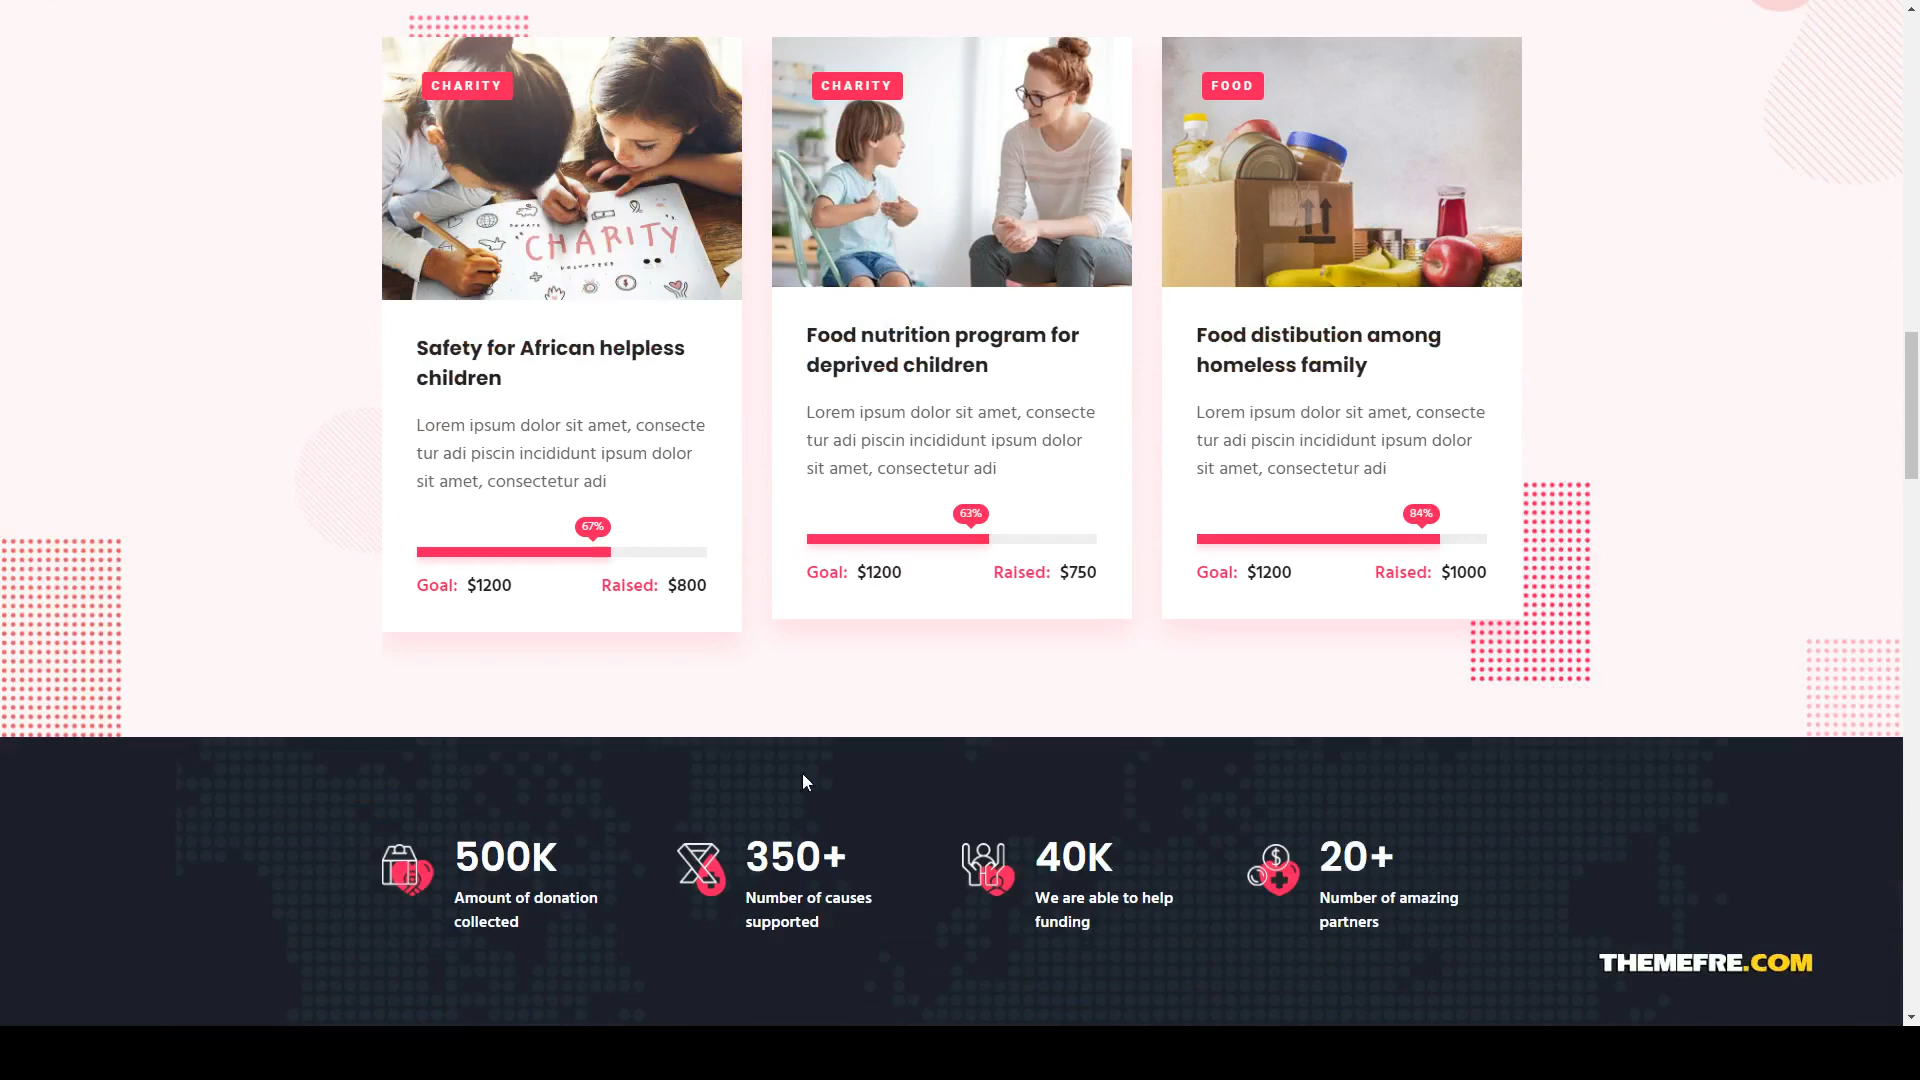 CHARITY
CHARITY
FOOD
DONATE
CHARITY
VOLUNTEER
Safety for African helpless
children
Lorem ipsum dolor sit amet, consecte
tur adi piscin incididunt ipsum dolor
sit amet, consectetur adi
67%
Goal: $1200
Raised: $800
Food nutrition program for
deprived children
Lorem ipsum dolor sit amet, consecte
tur adi piscin incididunt ipsum dolor
sit amet, consectetur adi
63%
Goal: $1200
Raised: $750
Food distibution among
homeless family
Lorem ipsum dolor sit amet, consecte
tur adi piscin incididunt ipsum dolor
sit amet, consectetur adi
84%
Goal: $1200
Raised: $1000
500K
Amount of donation
collected
350+
Number of causes
supported
40K
We are able to help
funding
20+
Number of amazing
partners
THEMEFRE.COM